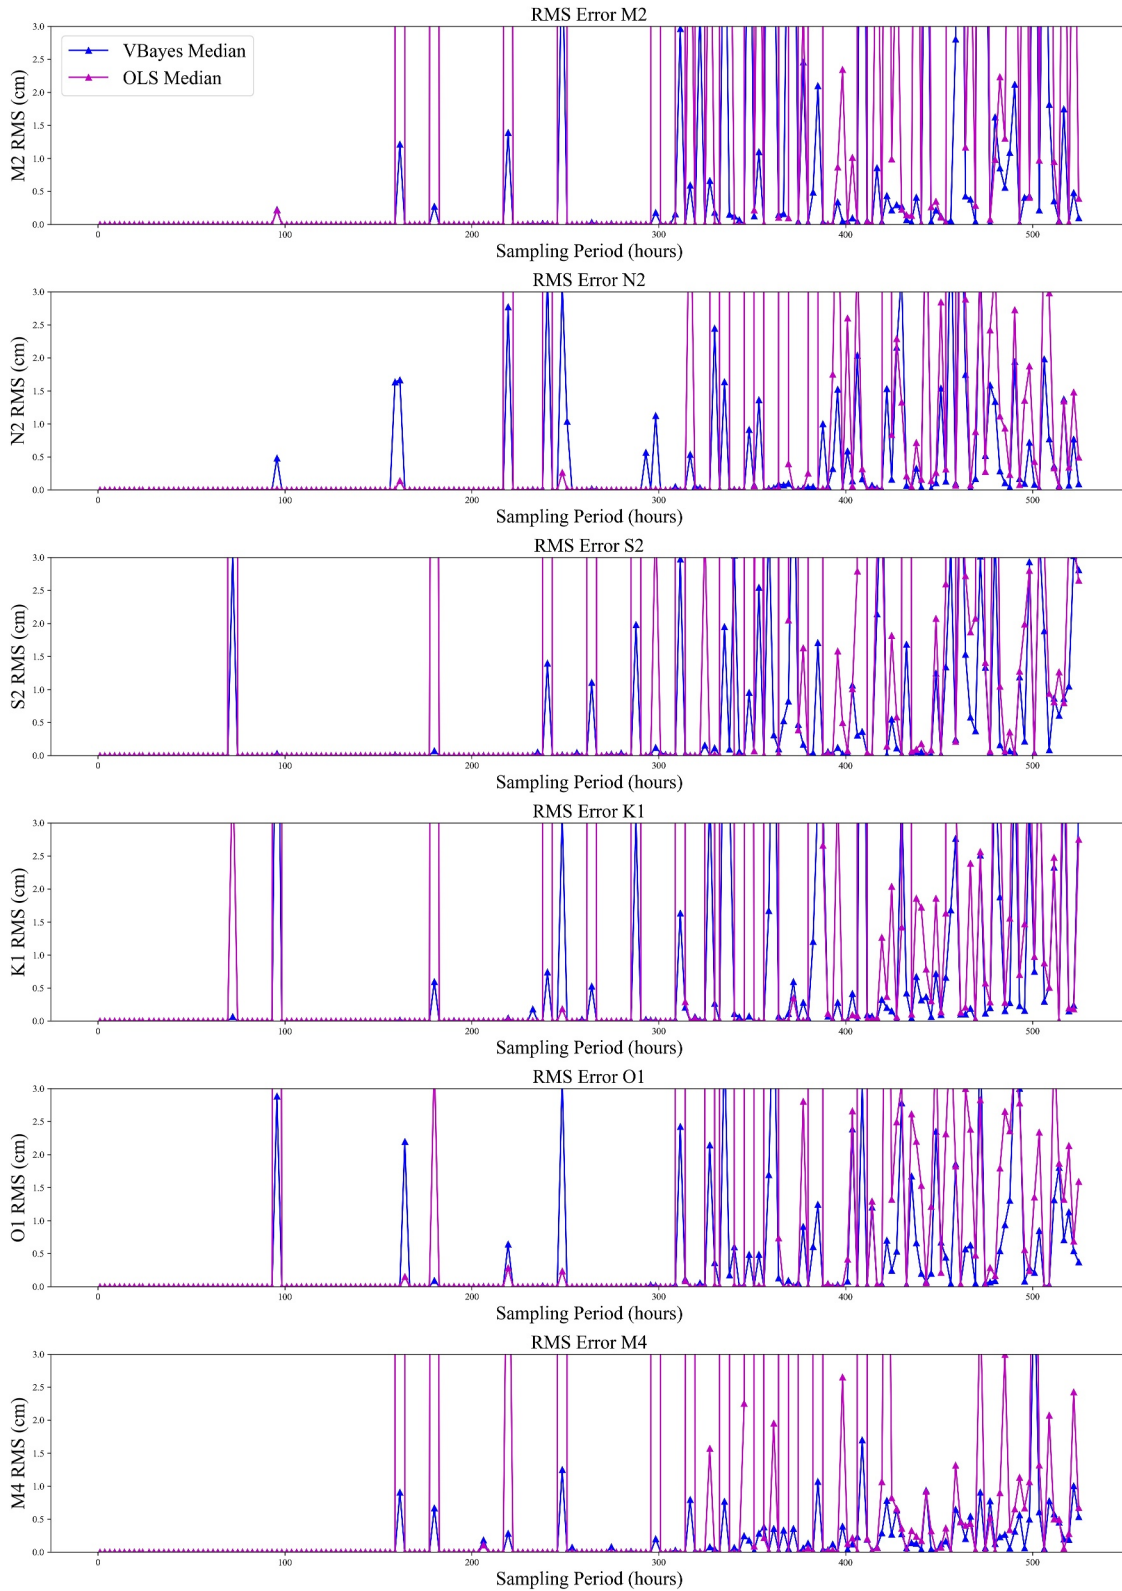 RMS Error M2
3.0
2.5
2.0
1.5
1.0
0.5
0.0
M2 RMS (cm)
VBayes Median
OLS Median
0 100 200 300 400 500
Sampling Period (hours)
RMS Error N2
3.0
2.5
2.0
1.5
1.0
0.5
0.0
N2 RMS (cm)
0 100 200 300 400 500
Sampling Period (hours)
RMS Error S2
3.0
2.5
2.0
1.5
1.0
0.5
0.0
S2 RMS (cm)
0 100 200 300 400 500
Sampling Period (hours)
RMS Error K1
3.0
2.5
2.0
1.5
1.0
0.5
0.0
K1 RMS (cm)
0 100 200 300 400 500
Sampling Period (hours)
RMS Error O1
3.0
2.5
2.0
1.5
1.0
0.5
0.0
O1 RMS (cm)
0 100 200 300 400 500
Sampling Period (hours)
RMS Error M4
3.0
2.5
2.0
1.5
1.0
0.5
0.0
M4 RMS (cm)
0 100 200 300 400 500
Sampling Period (hours)